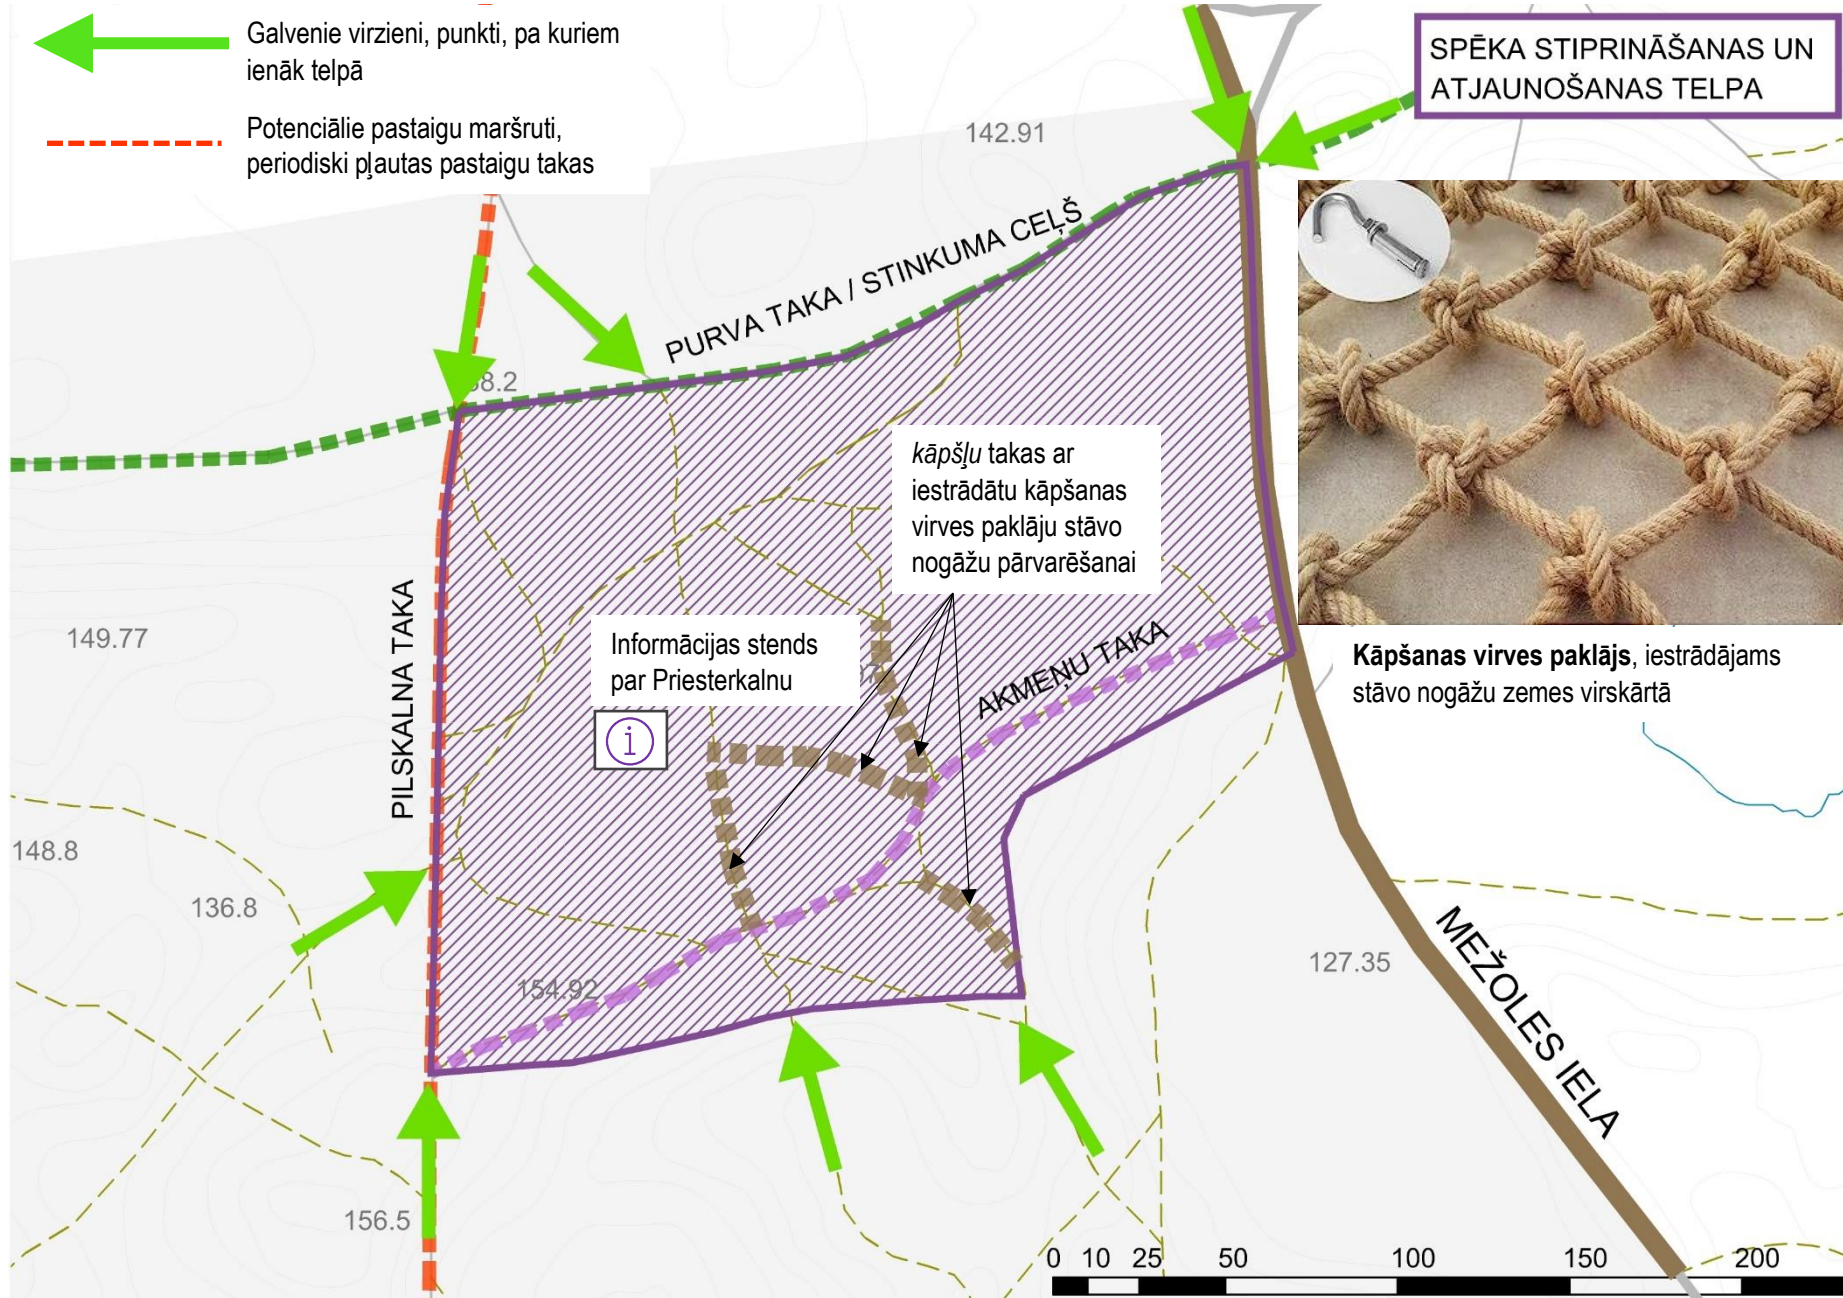 Galvenie virzieni, punkti, pa kuriem
ienāk telpā
Potenciālie pastaigu maršruti,
periodiski pļautas pastaigu takas
SPĒKA STIPRINĀŠANAS UN
ATJAUNOŠANAS TELPA
142.91
PURVA TAKA / STINKUMA CEĻŠ
kāpšļu takas ar
iestrādātu kāpšanas
virves paklāju stāvo
nogāžu pārvarēšanai
PILSKALNA TAKA
149.77
Informācijas stends
par Priesterkalnu
i
AKMEŅU TAKA
Kāpšanas virves paklājs, iestrādājams
stāvo nogāžu zemes virskārtā
148.8
136.8
154.92
127.35
MEŽOLES IELA
156.5
0 10 25 50 100 150 200